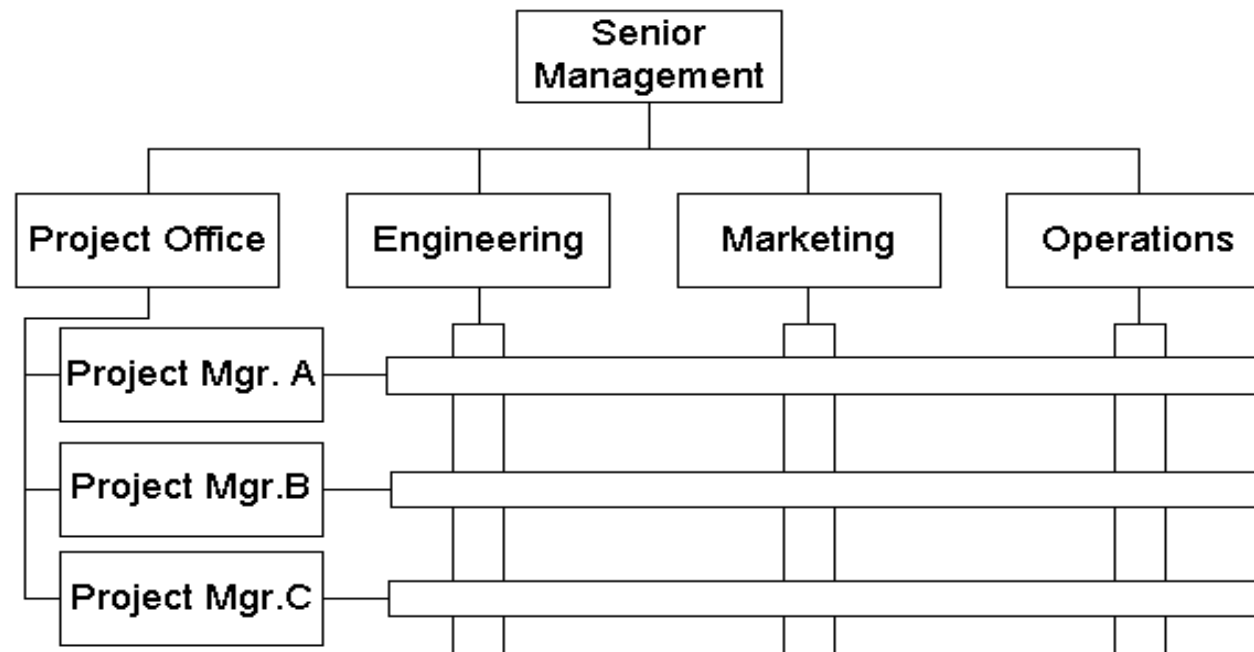 Senior
Management
Project Office
Engineering
Marketing
Operations
Project Mgr. A
Project Mgr.B
Project Mgr.C